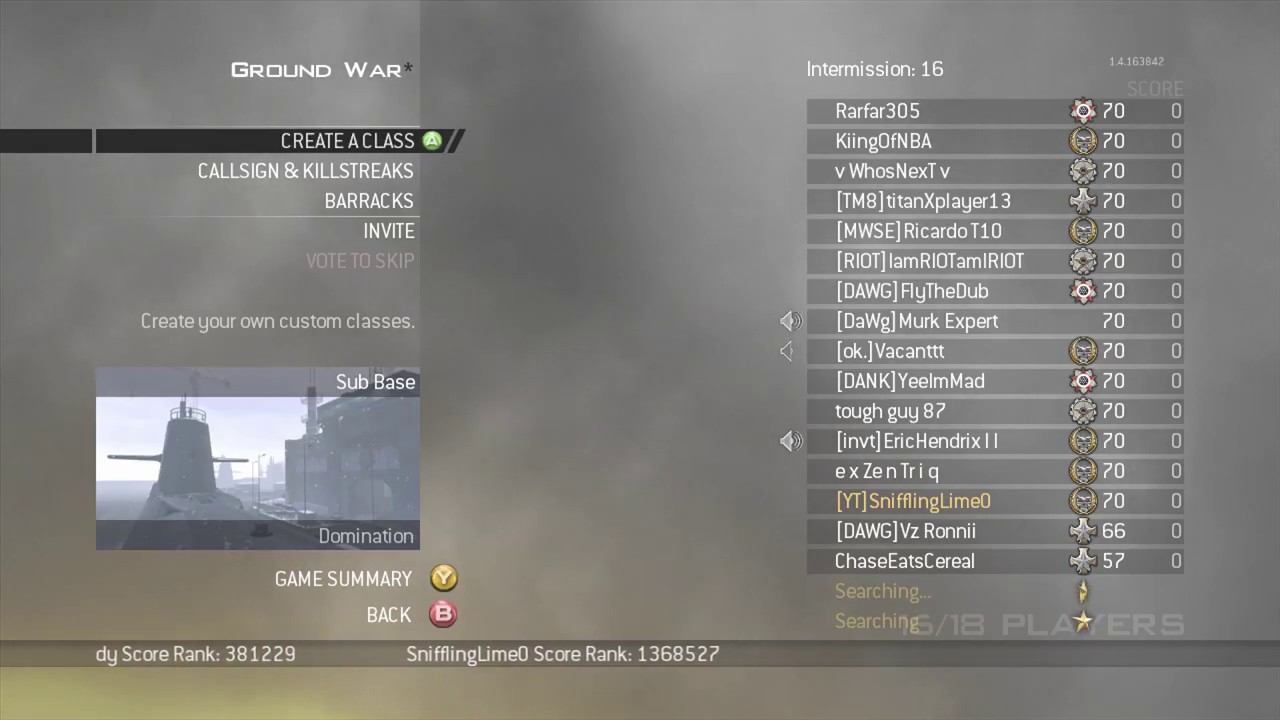 Ground War*
CREATE A CLASS A
CALLSIGN & KILLSTREAKS
BARRACKS
INVITE
VOTE TO SKIP
Create your own custom classes.
Sub Base
Domination
GAME SUMMARY Y
BACK B
Intermission: 16
1.4.163842
SCORE
Rarfar305 70 0
KiingOfNBA 70 0
v WhosNexT v 70 0
[TM8]titanXplayer13 70 0
[MWSE]Ricardo T10 70 0
[RIOT]IamRIOTamIRIOT 70 0
[DAWG]FlyTheDub 70 0
[DaWg]Murk Expert 70 0
[ok.]Vacanttt 70 0
[DANK]YeeImMad 70 0
tough guy 87 70 0
[invt]EricHendrix I I 70 0
e x Ze n Tr i q 70 0
[YT]SnifflingLime0 70 0
[DAWG]Vz Ronnii 66 0
ChaseEatsCereal 57 0
Searching...
Searching
16/18 PLAYERS
dy Score Rank: 381229 SnifflingLime0 Score Rank: 1368527